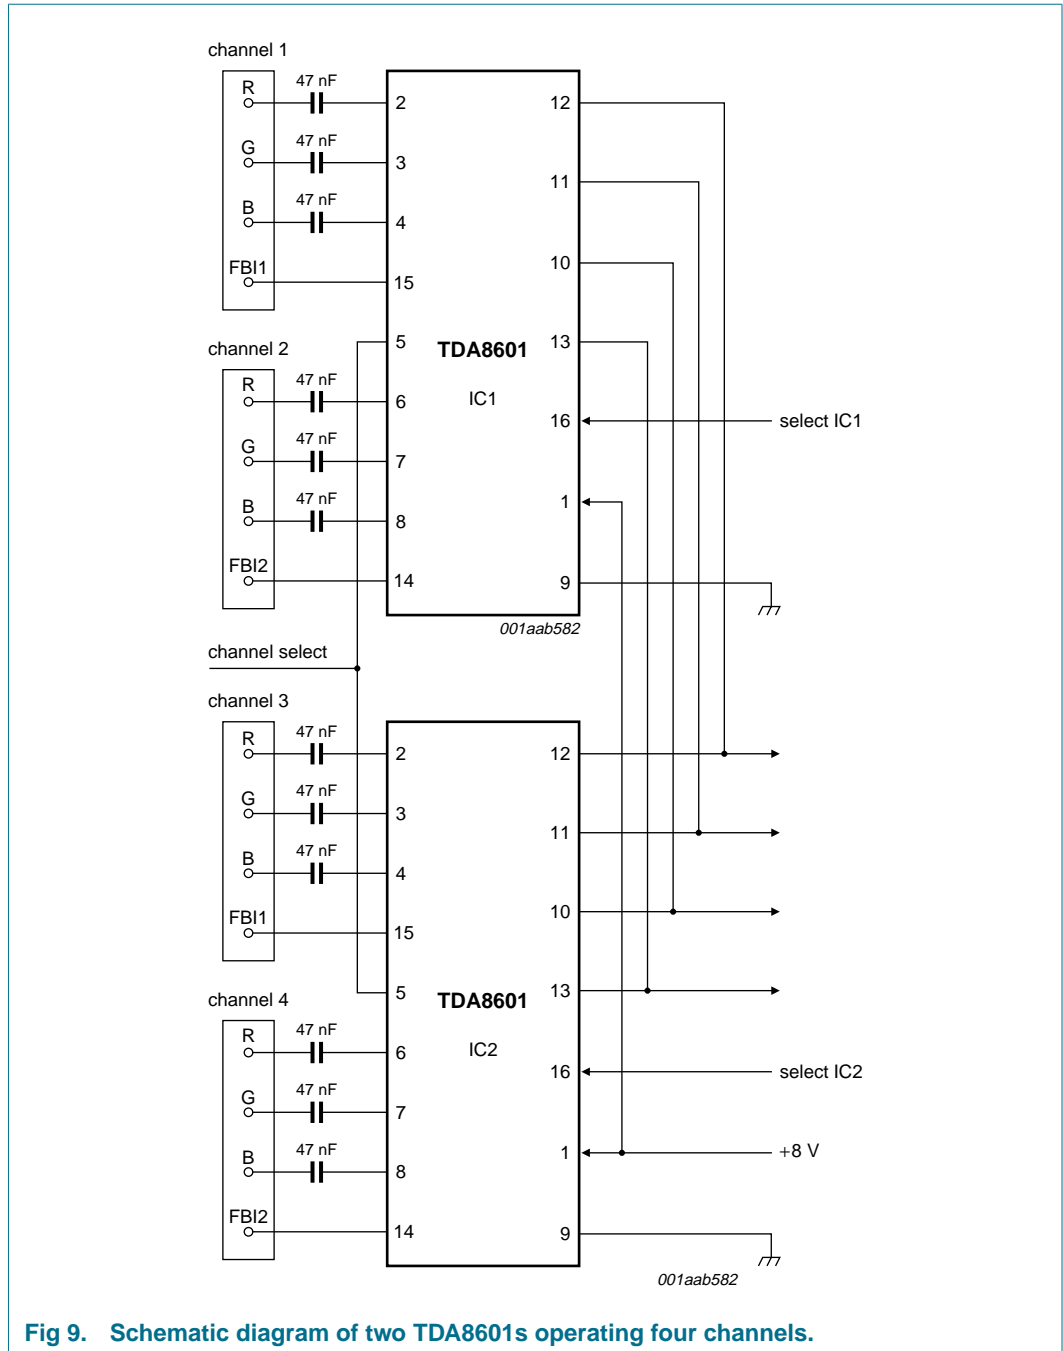 channel 1
R 47 nF 2 12
G 47 nF 3
11
B 47 nF 4
10
FBI1 15
5 TDA8601 13
channel 2
R 47 nF 6 IC1
16 select IC1
G 47 nF 7
1
B 47 nF 8
FBI2 14 9
001aab582
channel select
channel 3
R 47 nF 2 12
G 47 nF 3
11
B 47 nF 4
10
FBI1 15
5 TDA8601 13
channel 4
R 47 nF 6 IC2
16 select IC2
G 47 nF 7
1 +8 V
B 47 nF 8
FBI2 14 9
001aab582
Fig 9. Schematic diagram of two TDA8601s operating four channels.